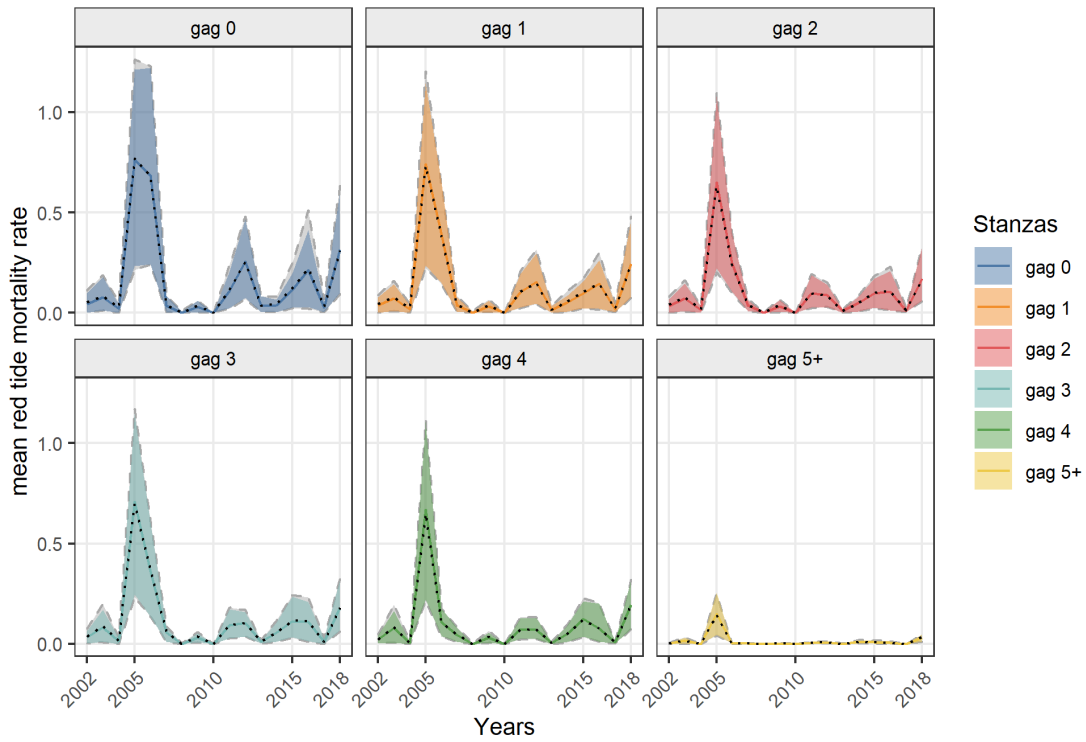 gag 0 gag 1 gag 2
1.0
0.5
0.0
gag 3 gag 4 gag 5+
1.0
0.5
0.0
2002 2005 2010 2015 2018 2002 2005 2010 2015 2018 2002 2005 2010 2015 2018
Years
mean red tide mortality rate
Stanzas
gag 0
gag 1
gag 2
gag 3
gag 4
gag 5+